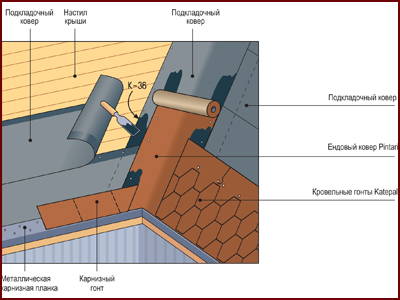 Подкладочный
ковер
Настил
крыши
Подкладочный
ковер
К-36
Подкладочный ковер
Ендовый ковер Pintari
Кровельные гонты Katepal
Металлическая
карнизная планка
Карнизный
гонт